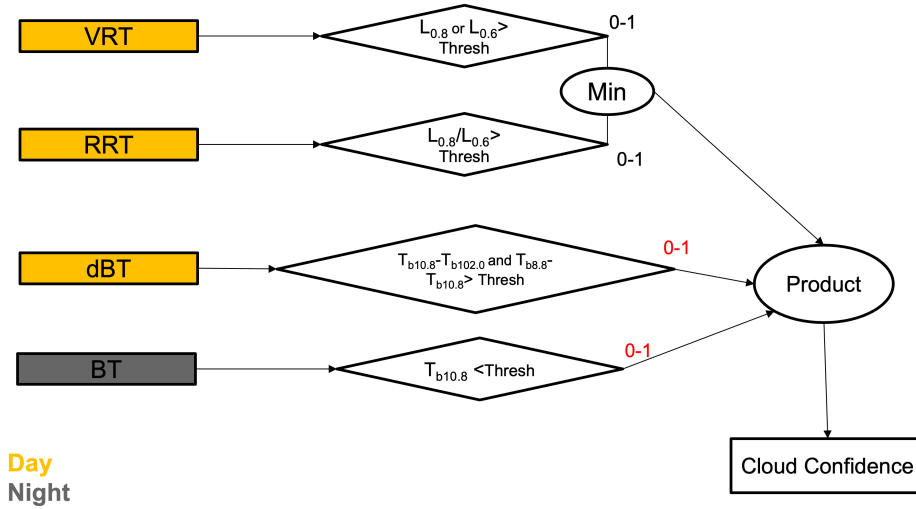 VRT
L0.8 or L0.6>
Thresh
0-1
Min
RRT
L0.8/L0.6>
Thresh
0-1
dBT
Tb10.8-Tb102.0 and Tb8.8-
Tb10.8> Thresh
0-1
Product
BT
Tb10.8 <Thresh
0-1
Day
Night
Cloud Confidence